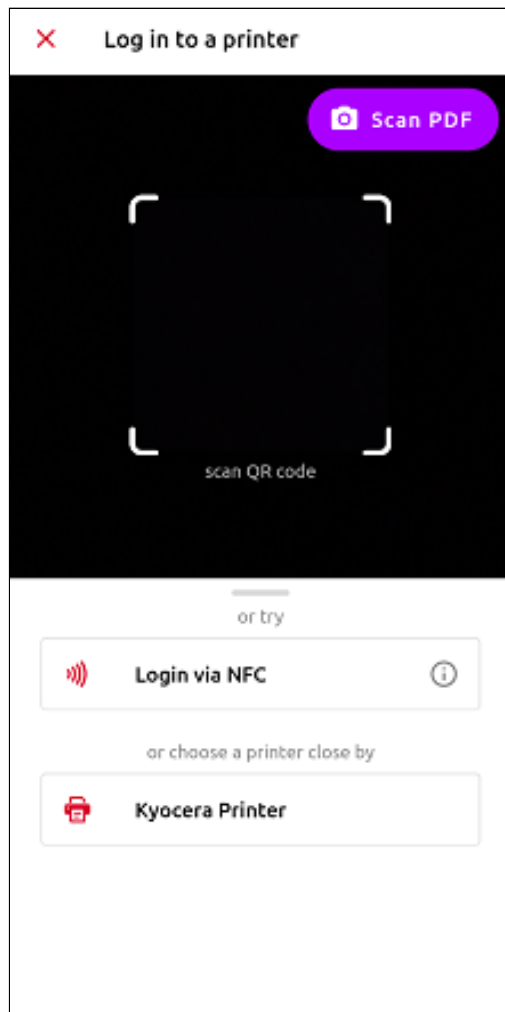 Log in to a printer
Scan PDF
scan QR code
or try
Login via NFC
or choose a printer close by
Kyocera Printer